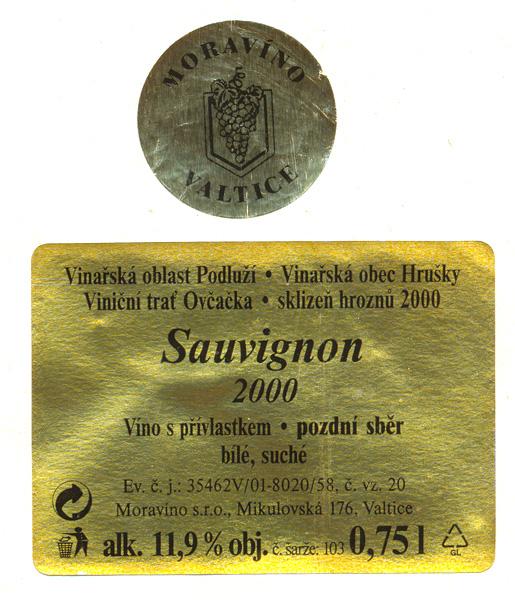 MORAVÍNO
VALTICE
Vinařská oblast Podluží • Vinařská obec Hrušky
Viniční trať Ovčačka • sklizeň hroznů 2000
Sauvignon
2000
Víno s přívlastkem • pozdní sběr
bílé, suché
Ev. č. j.: 35462V/01-8020/58, č. vz. 20
Moravíno s.r.o., Mikulovská 176, Valtice
alk. 11,9 % obj. č. šarže: 103 0,75 l
GL